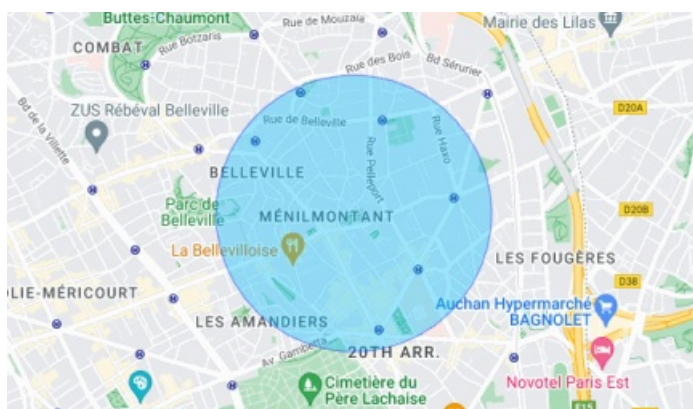 Buttes-Chaumont
Rue de Mouzaïa
Mairie des Lilas
COMBAT
Rue Botzaris
Rue des Bois
Bd Sérurier
Bd de la Villette
ZUS Rébéval Belleville
D20A
Rue de Belleville
Rue Haxo
Rue Pelleport
BELLEVILLE
Parc de
Belleville
MÉNILMONTANT
D20B
La Bellevilloise
LES FOUGÈRES
D38
OLIE-MÉRICOURT
Auchan Hypermarché
BAGNOLET
LES AMANDIERS
Av. Gambetta
20TH ARR.
Cimetière du
Père Lachaise
Novotel Paris Est
E15